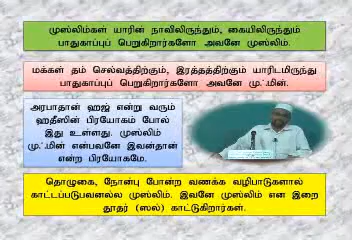 முஸ்லிம்கள் யாரின் நாவிலிருந்தும், கையிலிருந்தும்
பாதுகாப்புப் பெறுகிறார்களோ அவனே முஸ்லிம்.
மக்கள் தம் செல்வத்திற்கும், இரத்தத்திற்கும் யாரிடமிருந்து
பாதுகாப்புப் பெறுகிறார்களோ அவனே மு.'.மின்.
அரபாதான் ஹஜ் என்று வரும்
ஹதீஸின் பிரயோகம் போல்
இது உள்ளது. முஸ்லிம்
மு.'.மின் என்பவனே இவன்தான்
என்ற பிரயோகமே.
தொழுகை, நோன்பு போன்ற வணக்க வழிபாடுகளால்
காட்டப்படுபவனல்ல முஸ்லிம். இவனே முஸ்லிம் என இறை
தூதர் (ஸல்) காட்டுகிறார்கள்.